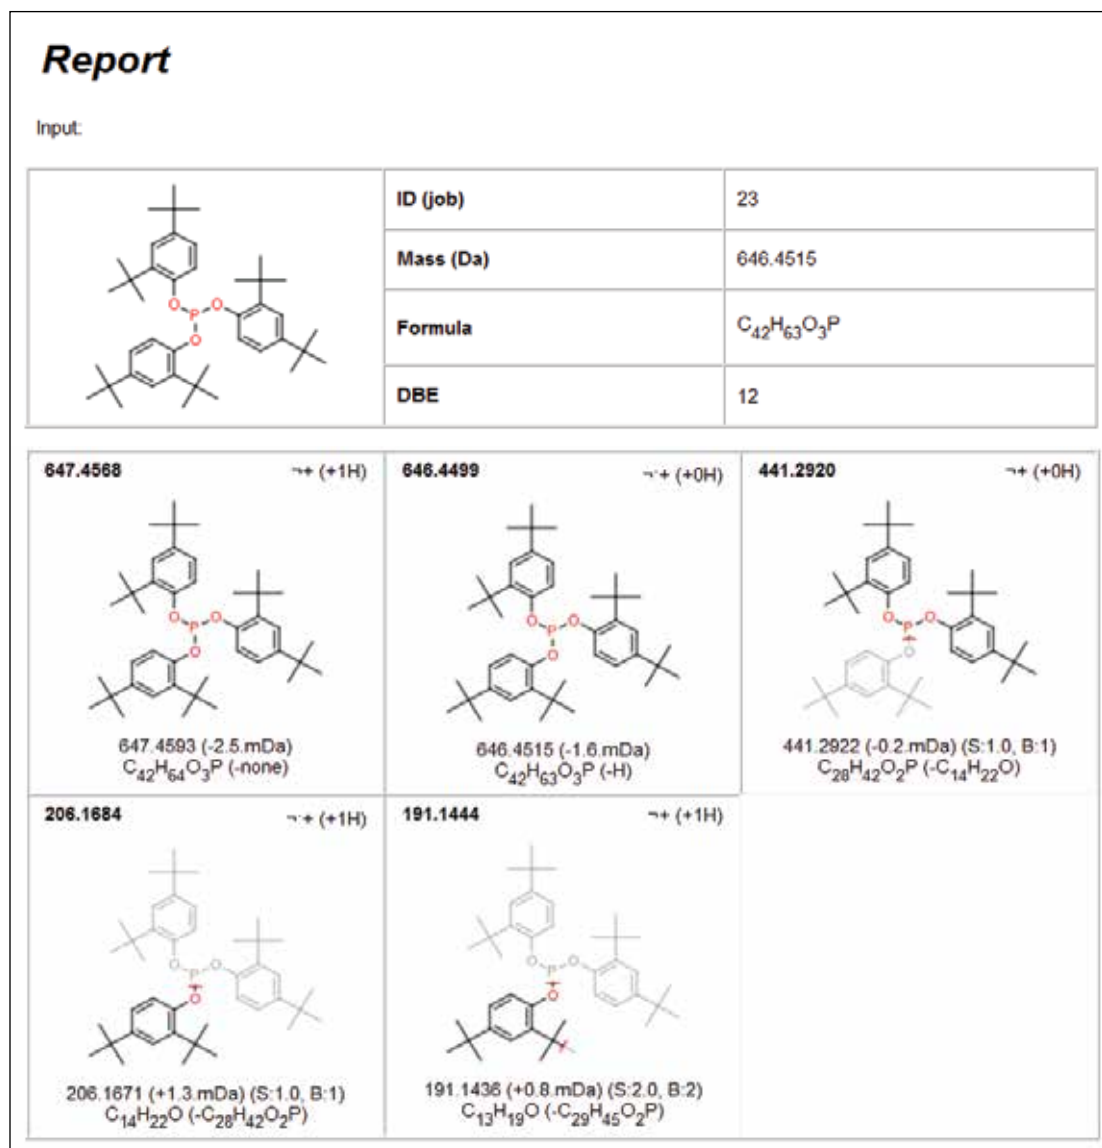 Report
Input:
ID (job) 23
Mass (Da) 646.4515
Formula C42H63O3P
DBE 12
O P O
O
647.4568 ¬+ (+1H)
O P O
O
647.4593 (-2.5.mDa)
C42H64O3P (-none)
646.4499 ¬·+ (+0H)
O P O
O
646.4515 (-1.6.mDa)
C42H63O3P (-H)
441.2920 ¬+ (+0H)
O P O
O
441.2922 (-0.2.mDa) (S:1.0, B:1)
C28H42O2P (-C14H22O)
206.1684 ¬·+ (+1H)
O P O
O
206.1671 (+1.3.mDa) (S:1.0, B:1)
C14H22O (-C28H42O2P)
191.1444 ¬+ (+1H)
O P O
O
191.1436 (+0.8.mDa) (S:2.0, B:2)
C13H19O (-C29H45O2P)